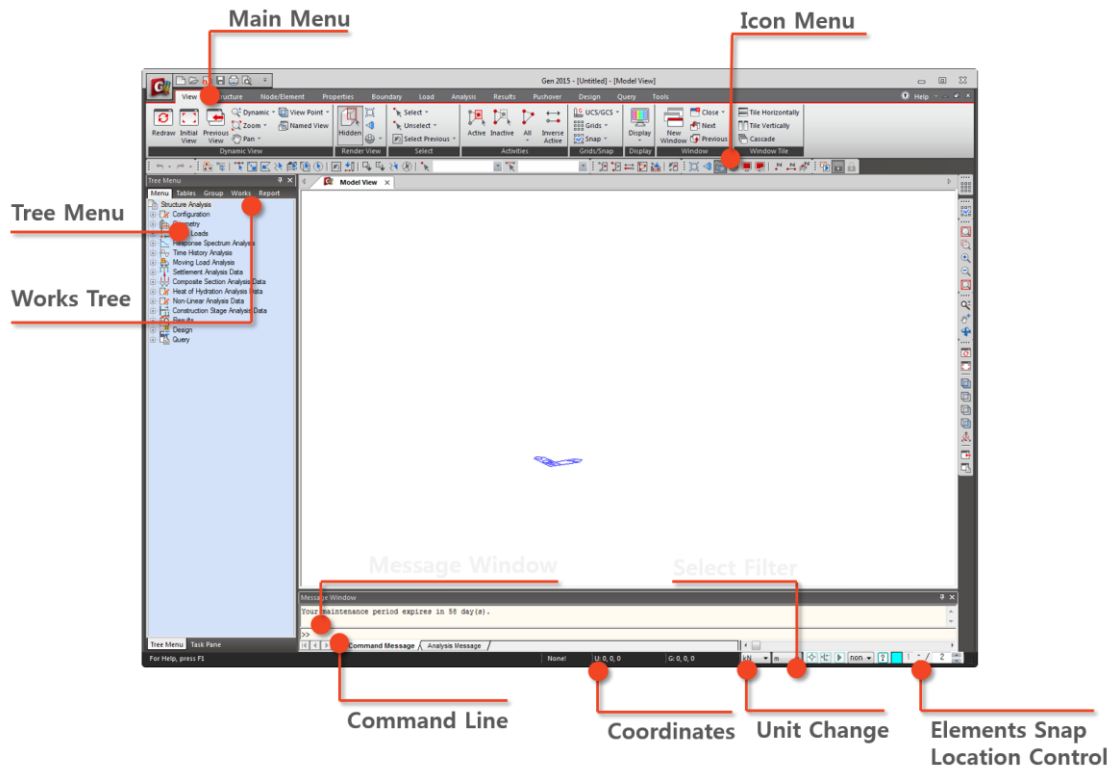 Main Menu
Icon Menu
Gen 2015 - [Untitled] - [Model View]
View Structure Node/Element Properties Boundary Load Analysis Results Pushover Design Query Tools Help
Redraw Initial View Previous View Dynamic Zoom Pan View Point Named View
Hidden
Select Unselect Select Previous
Active Inactive All Inverse Active
UCS/GCS Grids Snap
Display
New Window Close Next Previous
Tile Horizontally Tile Vertically Cascade
Dynamic View Render View Select Activities Grids/Snap Display Window Window Tile
Tree Menu
Model View
Menu Tables Group Works Report
Tree Menu
Works Tree
Structure Analysis
Configuration
Loads
Response Spectrum Analysis
Time History Analysis
Moving Load Analysis
Settlement Analysis Data
Composite Section Analysis Data
Heat of Hydration Analysis Data
Non-Linear Analysis Data
Construction Stage Analysis Data
Results
Design
Query
Message Window
Select Filter
Message Window
Your maintenance period expires in 58 day(s).
>>
Tree Menu Task Pane
Command Message Analysis Message
For Help, press F1
None! U: 0, 0, 0 G: 0, 0, 0 kN m non 1 / 2
Command Line
Coordinates
Unit Change
Elements Snap
Location Control